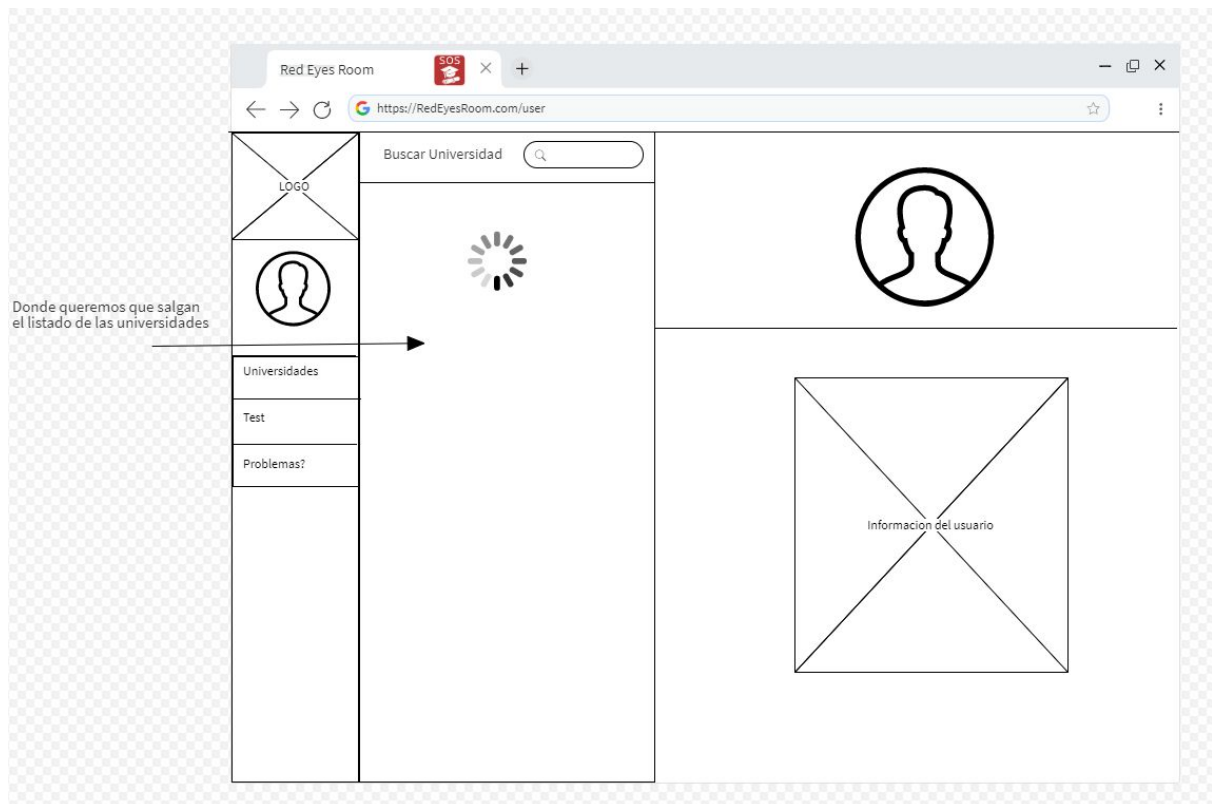 Red Eyes Room
SOS
https://RedEyesRoom.com/user
LOGO
Buscar Universidad
Donde queremos que salgan
el listado de las universidades
Universidades
Test
Problemas?
Informacion del usuario